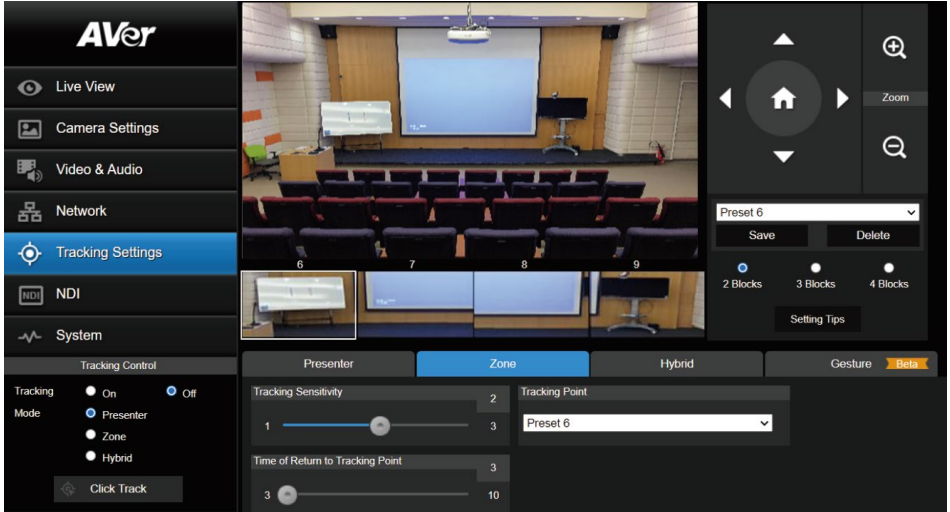 AVer
Live View
Camera Settings
Video & Audio
Network
Tracking Settings
NDI NDI
System
Tracking Control
Tracking On Off
Mode Presenter
Zone
Hybrid
Click Track
6 7 8 9
Zoom
Preset 6
Save Delete
2 Blocks 3 Blocks 4 Blocks
Setting Tips
Presenter Zone Hybrid Gesture Beta
Tracking Sensitivity 2
1 3
Time of Return to Tracking Point 3
3 10
Tracking Point
Preset 6